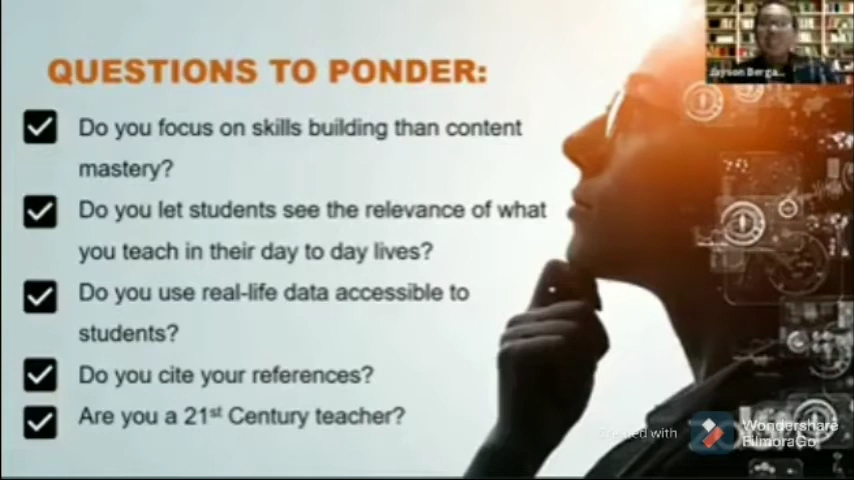 QUESTIONS TO PONDER:
Do you focus on skills building than content
mastery?
Do you let students see the relevance of what
you teach in their day to day lives?
Do you use real-life data accessible to
students?
Do you cite your references?
Are you a 21st Century teacher?
Jayson Berga...
Created with
Wondershare
FilmoraGo